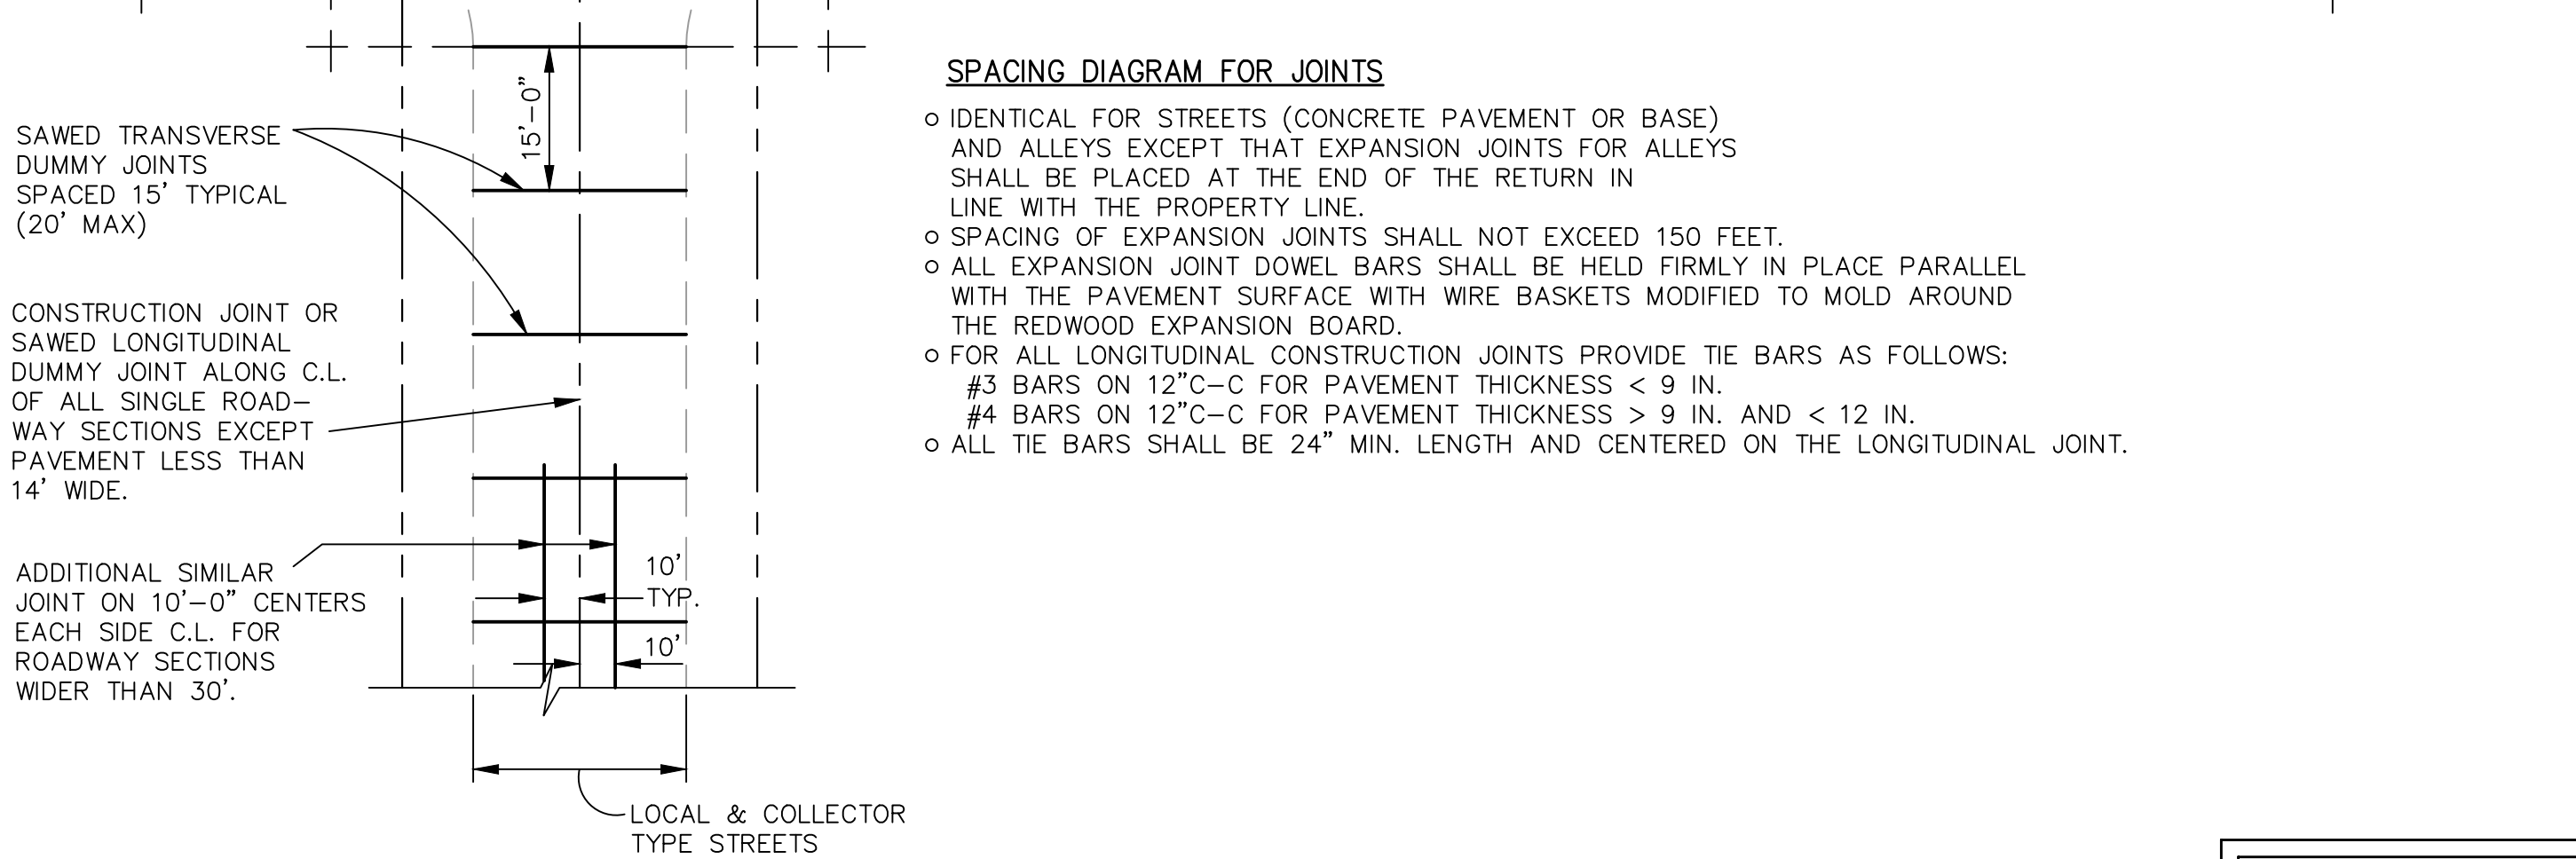 15'-0"
SAWED TRANSVERSE
DUMMY JOINTS
SPACED 15' TYPICAL
(20' MAX)
CONSTRUCTION JOINT OR
SAWED LONGITUDINAL
DUMMY JOINT ALONG C.L.
OF ALL SINGLE ROAD-
WAY SECTIONS EXCEPT
PAVEMENT LESS THAN
14' WIDE.
ADDITIONAL SIMILAR
JOINT ON 10'-0" CENTERS
EACH SIDE C.L. FOR
ROADWAY SECTIONS
WIDER THAN 30'.
10'
TYP.
10'
LOCAL & COLLECTOR
TYPE STREETS
SPACING DIAGRAM FOR JOINTS
○ IDENTICAL FOR STREETS (CONCRETE PAVEMENT OR BASE)
AND ALLEYS EXCEPT THAT EXPANSION JOINTS FOR ALLEYS
SHALL BE PLACED AT THE END OF THE RETURN IN
LINE WITH THE PROPERTY LINE.
○ SPACING OF EXPANSION JOINTS SHALL NOT EXCEED 150 FEET.
○ ALL EXPANSION JOINT DOWEL BARS SHALL BE HELD FIRMLY IN PLACE PARALLEL
WITH THE PAVEMENT SURFACE WITH WIRE BASKETS MODIFIED TO MOLD AROUND
THE REDWOOD EXPANSION BOARD.
○ FOR ALL LONGITUDINAL CONSTRUCTION JOINTS PROVIDE TIE BARS AS FOLLOWS:
#3 BARS ON 12"C-C FOR PAVEMENT THICKNESS < 9 IN.
#4 BARS ON 12"C-C FOR PAVEMENT THICKNESS > 9 IN. AND < 12 IN.
○ ALL TIE BARS SHALL BE 24" MIN. LENGTH AND CENTERED ON THE LONGITUDINAL JOINT.